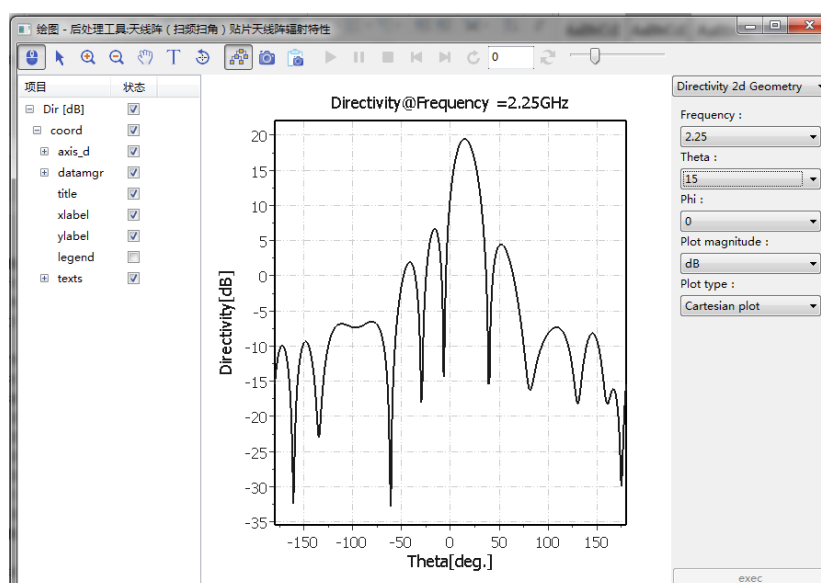 绘图 - 后处理工具:天线阵（扫频扫角）贴片天线阵辐射特性
T
0
项目 状态
Dir [dB]
coord
axis_d
datamgr
title
xlabel
ylabel
legend
texts
Directivity@Frequency =2.25GHz
Directivity[dB]
20
15
10
5
0
-5
-10
-15
-20
-25
-30
-35
-150 -100 -50 0 50 100 150
Theta[deg.]
Directivity 2d Geometry
Frequency :
2.25
Theta :
15
Phi :
0
Plot magnitude :
dB
Plot type :
Cartesian plot
exec